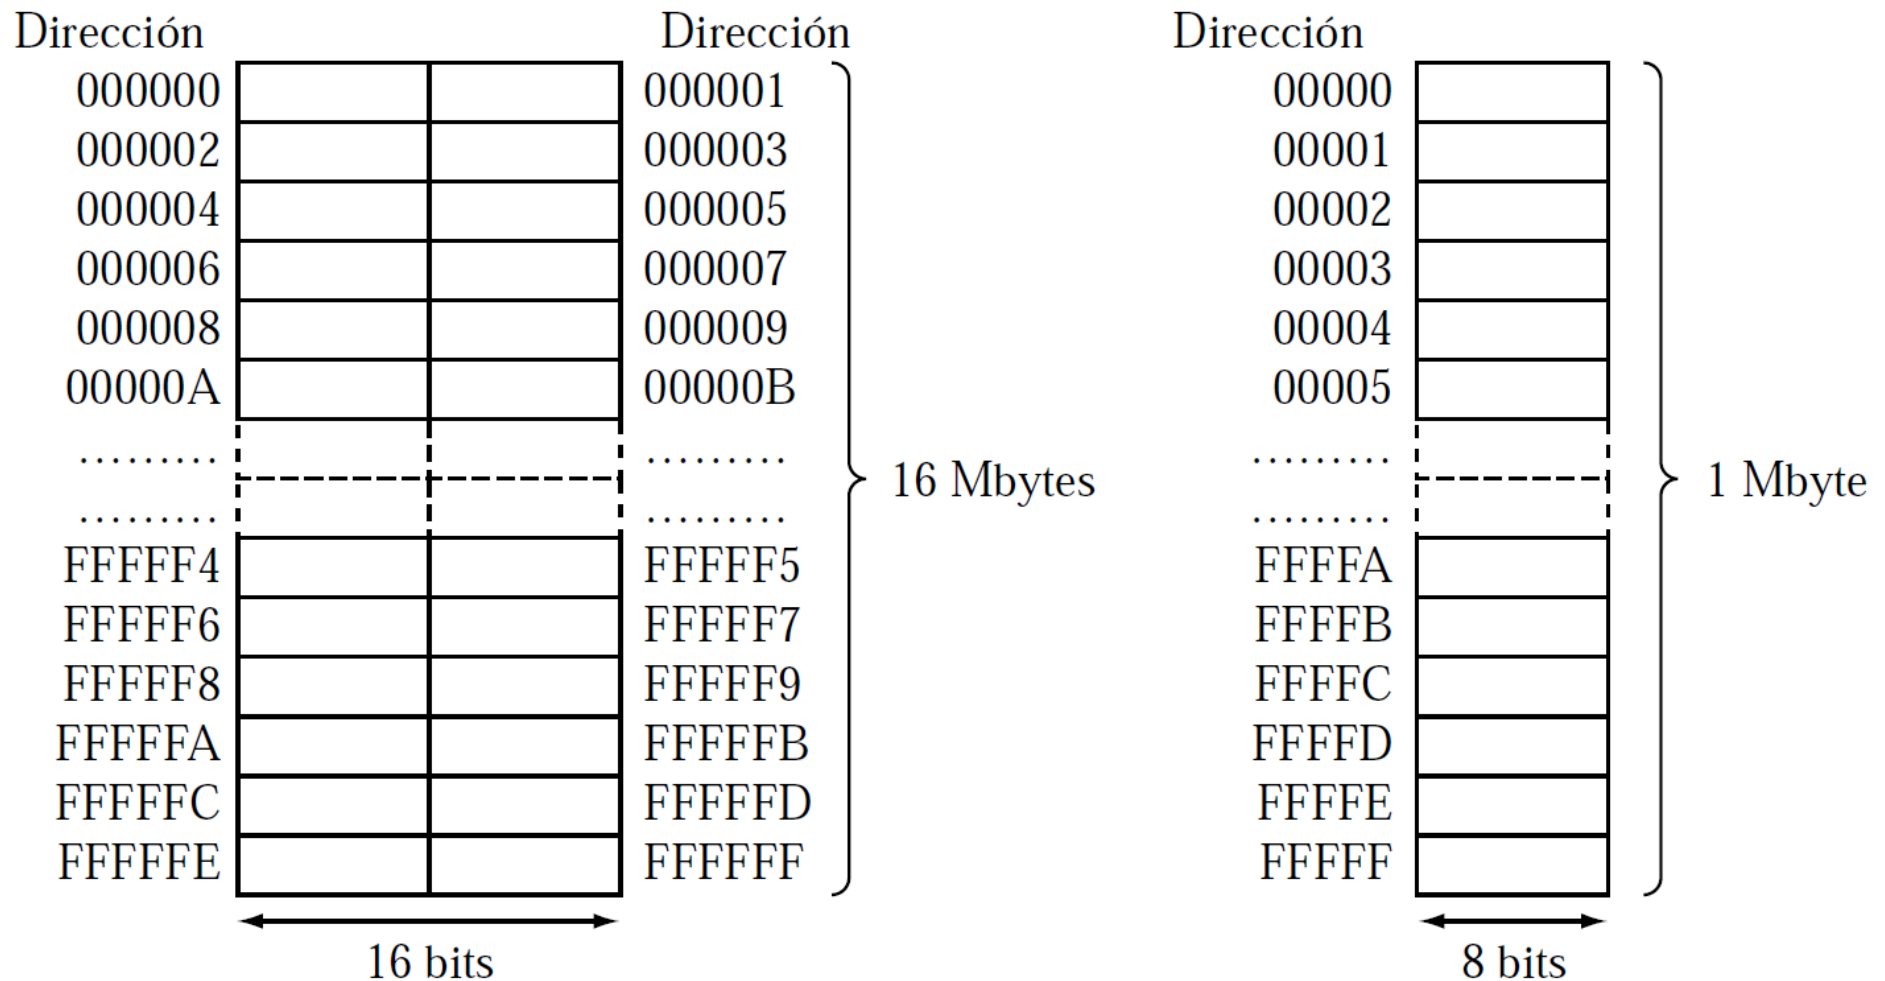 Dirección Dirección Dirección
000000 000001 00000
000002 000003 00001
000004 000005 00002
000006 000007 00003
000008 000009 00004
00000A 00000B 00005
......... ......... .........
16 Mbytes 1 Mbyte
......... ......... .........
FFFFF4 FFFFF5 FFFFA
FFFFF6 FFFFF7 FFFFB
FFFFF8 FFFFF9 FFFFC
FFFFFA FFFFFB FFFFD
FFFFFC FFFFFD FFFFE
FFFFFE FFFFFF FFFFF
16 bits 8 bits